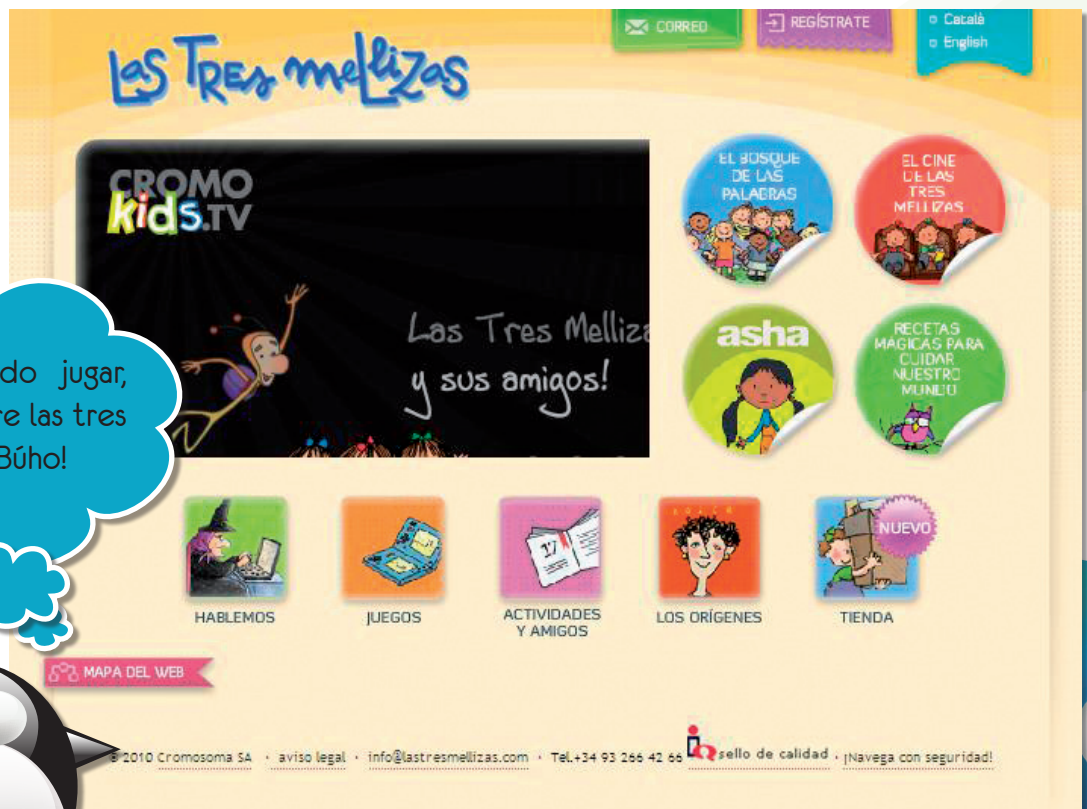 CORREO
REGÍSTRATE
Català
English
Las Tres mellizas
CROMO
kids.TV
Las Tres Melliza
y sus amigos!
EL BOSQUE
DE LAS
PALABRAS
EL CINE
DE LAS
TRES
MELLIZAS
asha
RECETAS
MÁGICAS PARA
CUIDAR
NUESTRO
MUNDO
do jugar,
re las tres
Búho!
17
NUEVO
HABLEMOS
JUEGOS
ACTIVIDADES
Y AMIGOS
LOS ORÍGENES
TIENDA
MAPA DEL WEB
© 2010 Cromosoma SA · aviso legal · info@lastresmellizas.com · Tel.+34 93 266 42 66 sello de calidad · ¡Navega con seguridad!